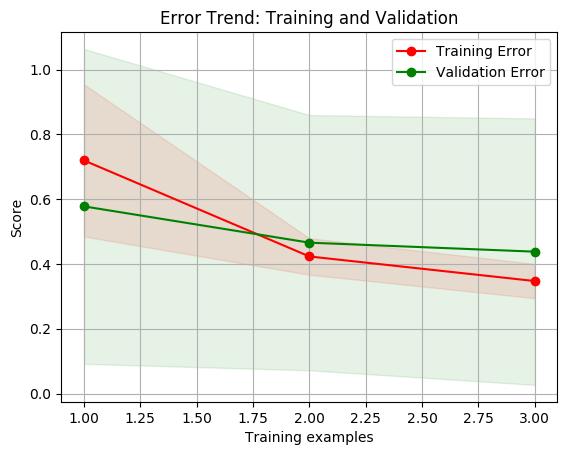 Error Trend: Training and Validation
Training Error
Validation Error
Score
1.0
0.8
0.6
0.4
0.2
0.0
1.00 1.25 1.50 1.75 2.00 2.25 2.50 2.75 3.00
Training examples